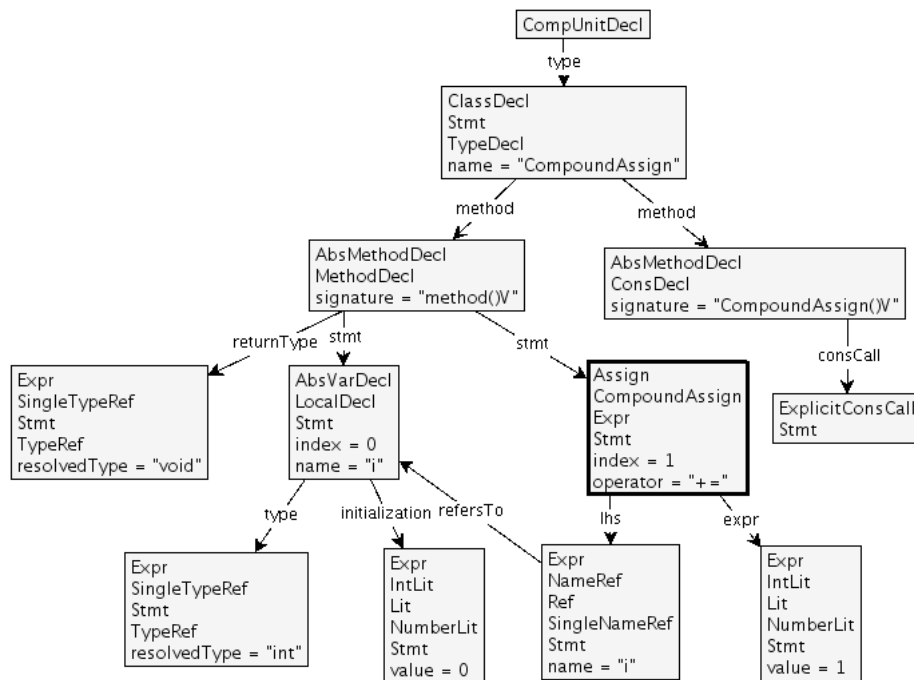 CompUnitDecl
type
ClassDecl
Stmt
TypeDecl
name = "CompoundAssign"
method
method
AbsMethodDecl
MethodDecl
signature = "method()V"
AbsMethodDecl
ConsDecl
signature = "CompoundAssign()V"
returnType
stmt
stmt
consCall
Expr
SingleTypeRef
Stmt
TypeRef
resolvedType = "void"
AbsVarDecl
LocalDecl
Stmt
index = 0
name = "i"
Assign
CompoundAssign
Expr
Stmt
index = 1
operator = "+="
ExplicitConsCall
Stmt
type
initialization
refersTo
lhs
expr
Expr
SingleTypeRef
Stmt
TypeRef
resolvedType = "int"
Expr
IntLit
Lit
NumberLit
Stmt
value = 0
Expr
NameRef
Ref
SingleNameRef
Stmt
name = "i"
Expr
IntLit
Lit
NumberLit
Stmt
value = 1